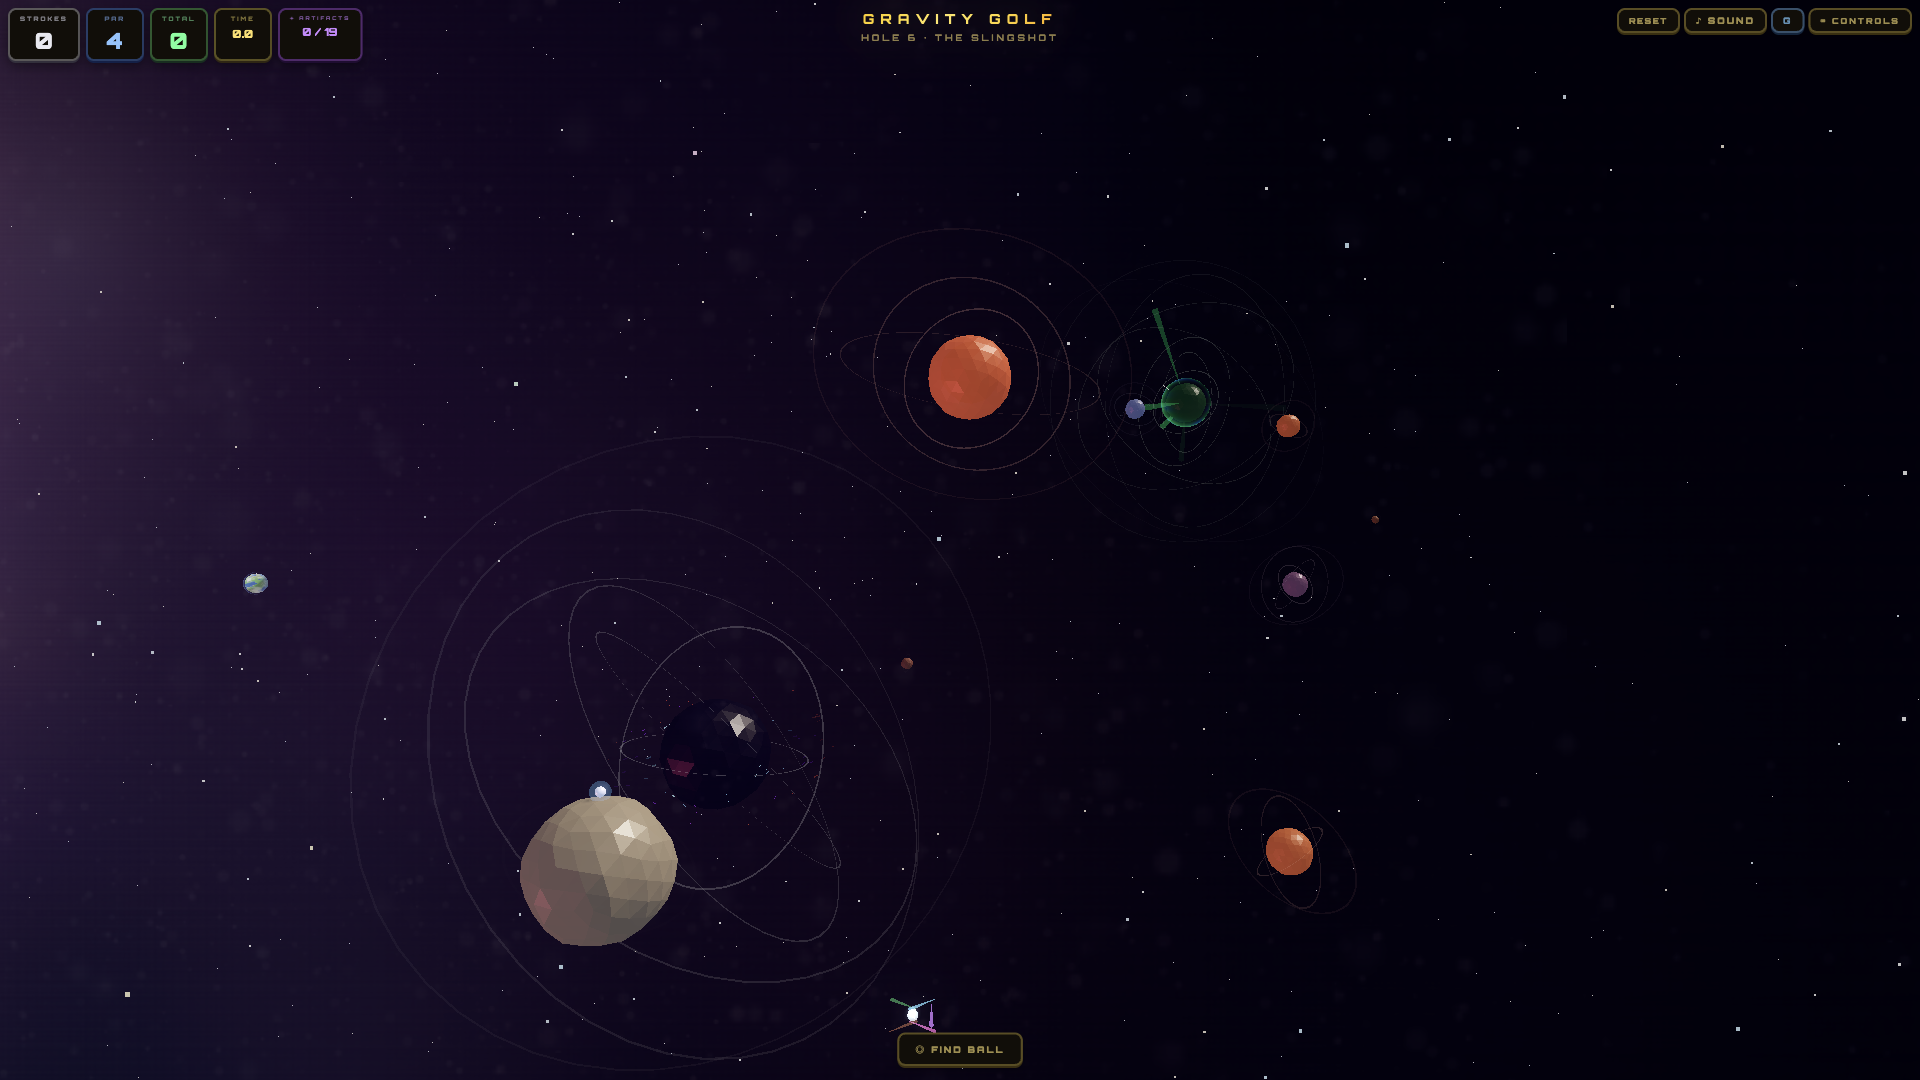 STROKES
0
PAR
4
TOTAL
0
TIME
0.0
ARTIFACTS
0 / 19
GRAVITY GOLF
HOLE 6 · THE SLINGSHOT
RESET
♪ SOUND
G
CONTROLS
FIND BALL